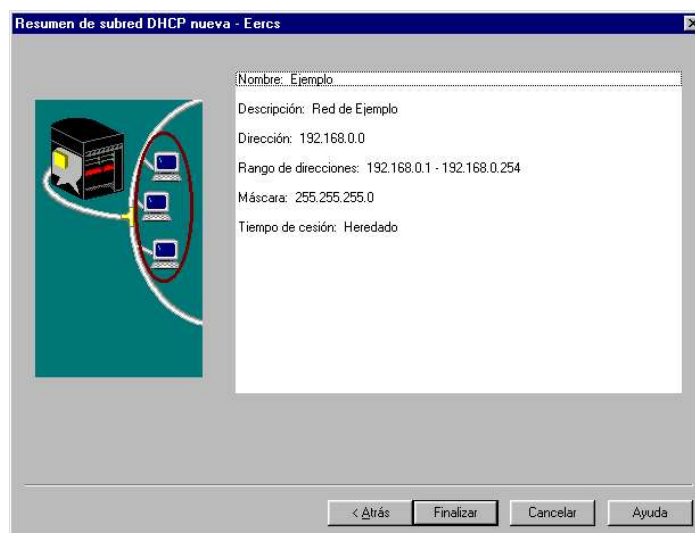 Resumen de subred DHCP nueva - Eercs
Nombre: Ejemplo
Descripción: Red de Ejemplo
Dirección: 192.168.0.0
Rango de direcciones: 192.168.0.1 - 192.168.0.254
Máscara: 255.255.255.0
Tiempo de cesión: Heredado
< Atrás
Finalizar
Cancelar
Ayuda